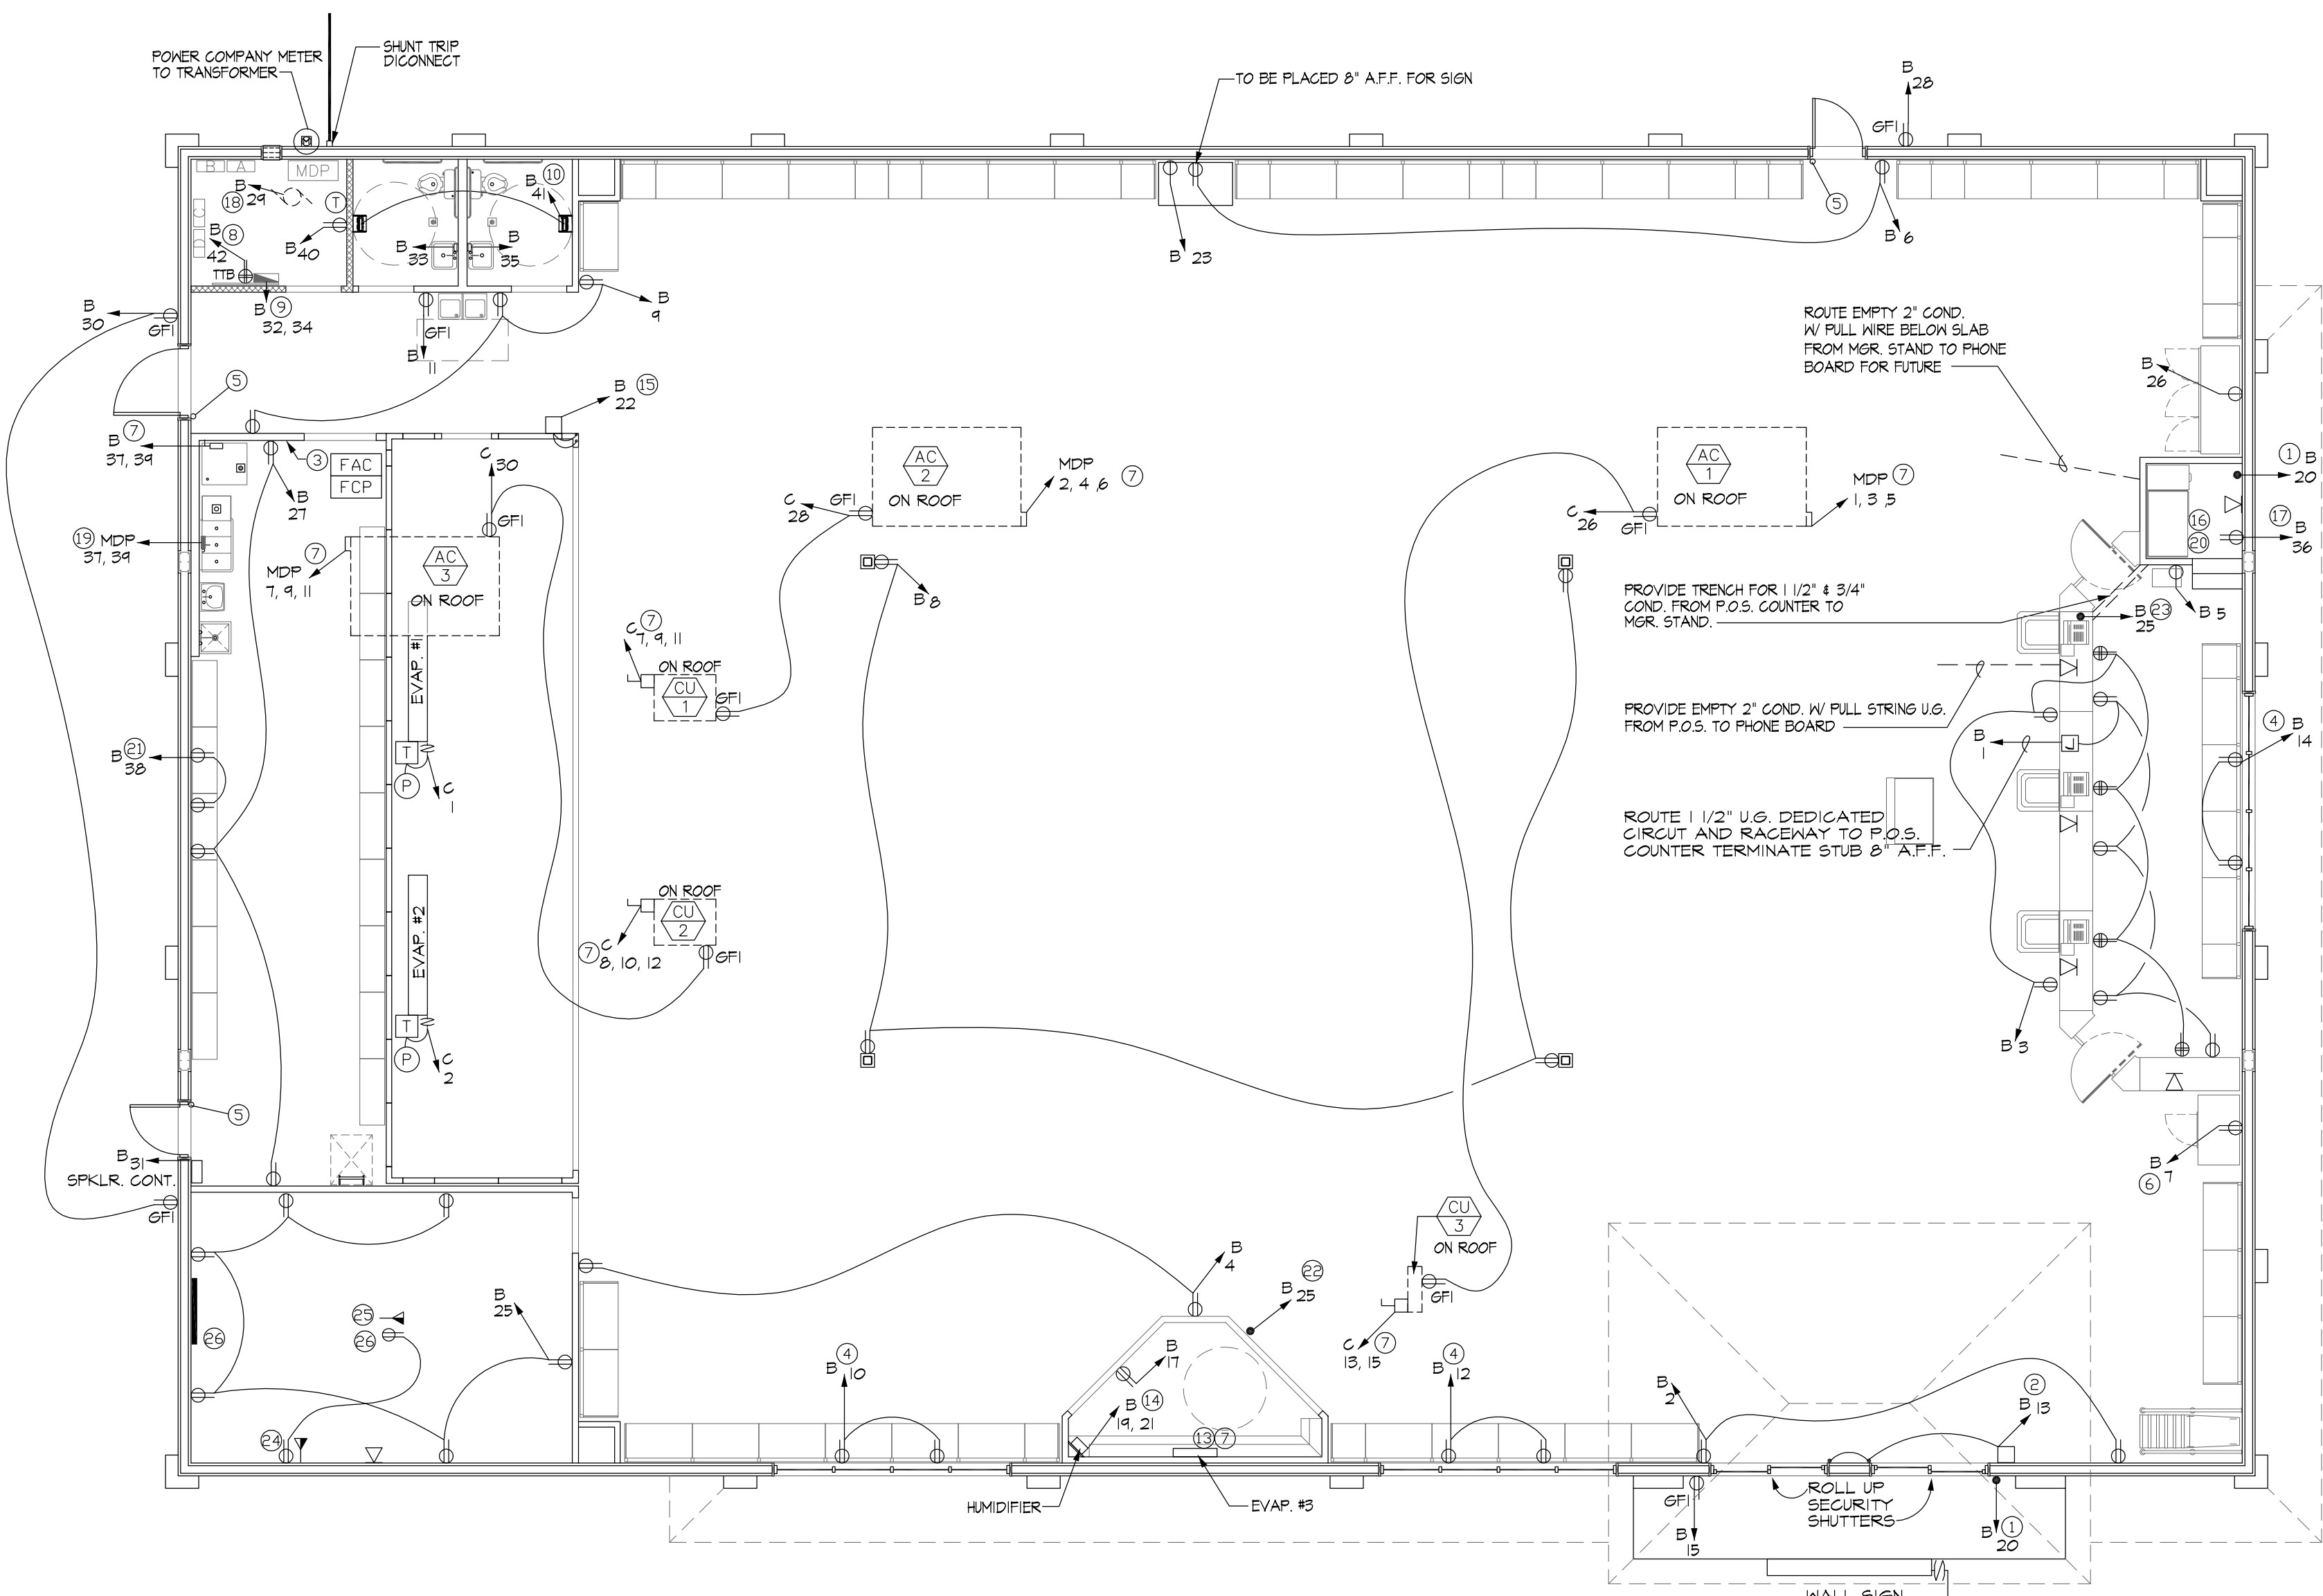 POWER COMPANY METER
TO TRANSFORMER
SHUNT TRIP
DICONNECT
TO BE PLACED 8" A.F.F. FOR SIGN
B
28
GFI
B
A
MDP
B
29
18
T
B
41
10
B
8
42
TTB
B
40
B
33
B
35
B
9
32, 34
B
30
GFI
GFI
B
11
B
9
B
23
5
B
6
5
B
7
37, 39
3
FAC
FCP
B
27
C
30
GFI
B
15
22
19
MDP
37, 39
7
MDP
7, 9, 11
AC
3
ON ROOF
EVAP. #1
T
P
C
1
EVAP. #2
T
P
C
2
B
21
38
5
B
31
SPKLR. CONT.
GFI
C
28
GFI
AC
2
ON ROOF
MDP
2, 4 ,6
7
B
8
C
7
7, 9, 11
ON ROOF
CU
1
GFI
ON ROOF
CU
2
7
C
8, 10, 12
GFI
C
26
GFI
AC
1
ON ROOF
MDP
7
1, 3 ,5
ROUTE EMPTY 2" COND.
W/ PULL WIRE BELOW SLAB
FROM MGR. STAND TO PHONE
BOARD FOR FUTURE
B
26
1
B
20
16
20
17
B
36
B
5
B
23
25
PROVIDE TRENCH FOR 1 1/2" & 3/4"
COND. FROM P.O.S. COUNTER TO
MGR. STAND.
PROVIDE EMPTY 2" COND. W/ PULL STRING U.G.
FROM P.O.S. TO PHONE BOARD
B
1
J
4
B
14
ROUTE 1 1/2" U.G. DEDICATED
CIRCUT AND RACEWAY TO P.O.S.
COUNTER TERMINATE STUB 8" A.F.F.
B
3
B
7
6
CU
3
ON ROOF
GFI
C
7
13, 15
B
4
22
B
25
B
25
25
26
26
24
4
B
10
B
17
B
14
19, 21
13
7
HUMIDIFIER
EVAP. #3
4
B
12
B
2
2
B
13
GFI
B
15
ROLL UP
SECURITY
SHUTTERS
B
1
20
WALL SIGN